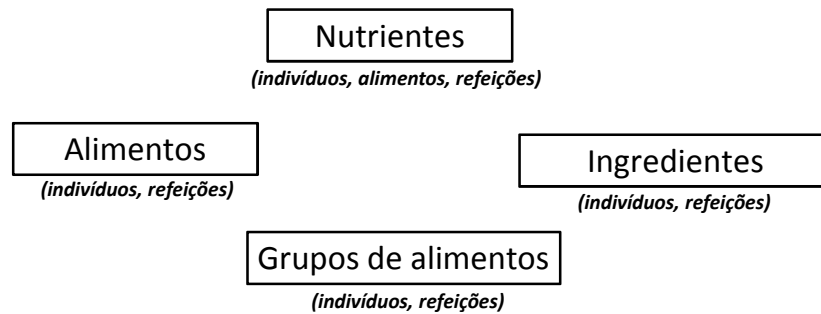 Nutrientes
(indivíduos, alimentos, refeições)
Alimentos
(indivíduos, refeições)
Ingredientes
(indivíduos, refeições)
Grupos de alimentos
(indivíduos, refeições)